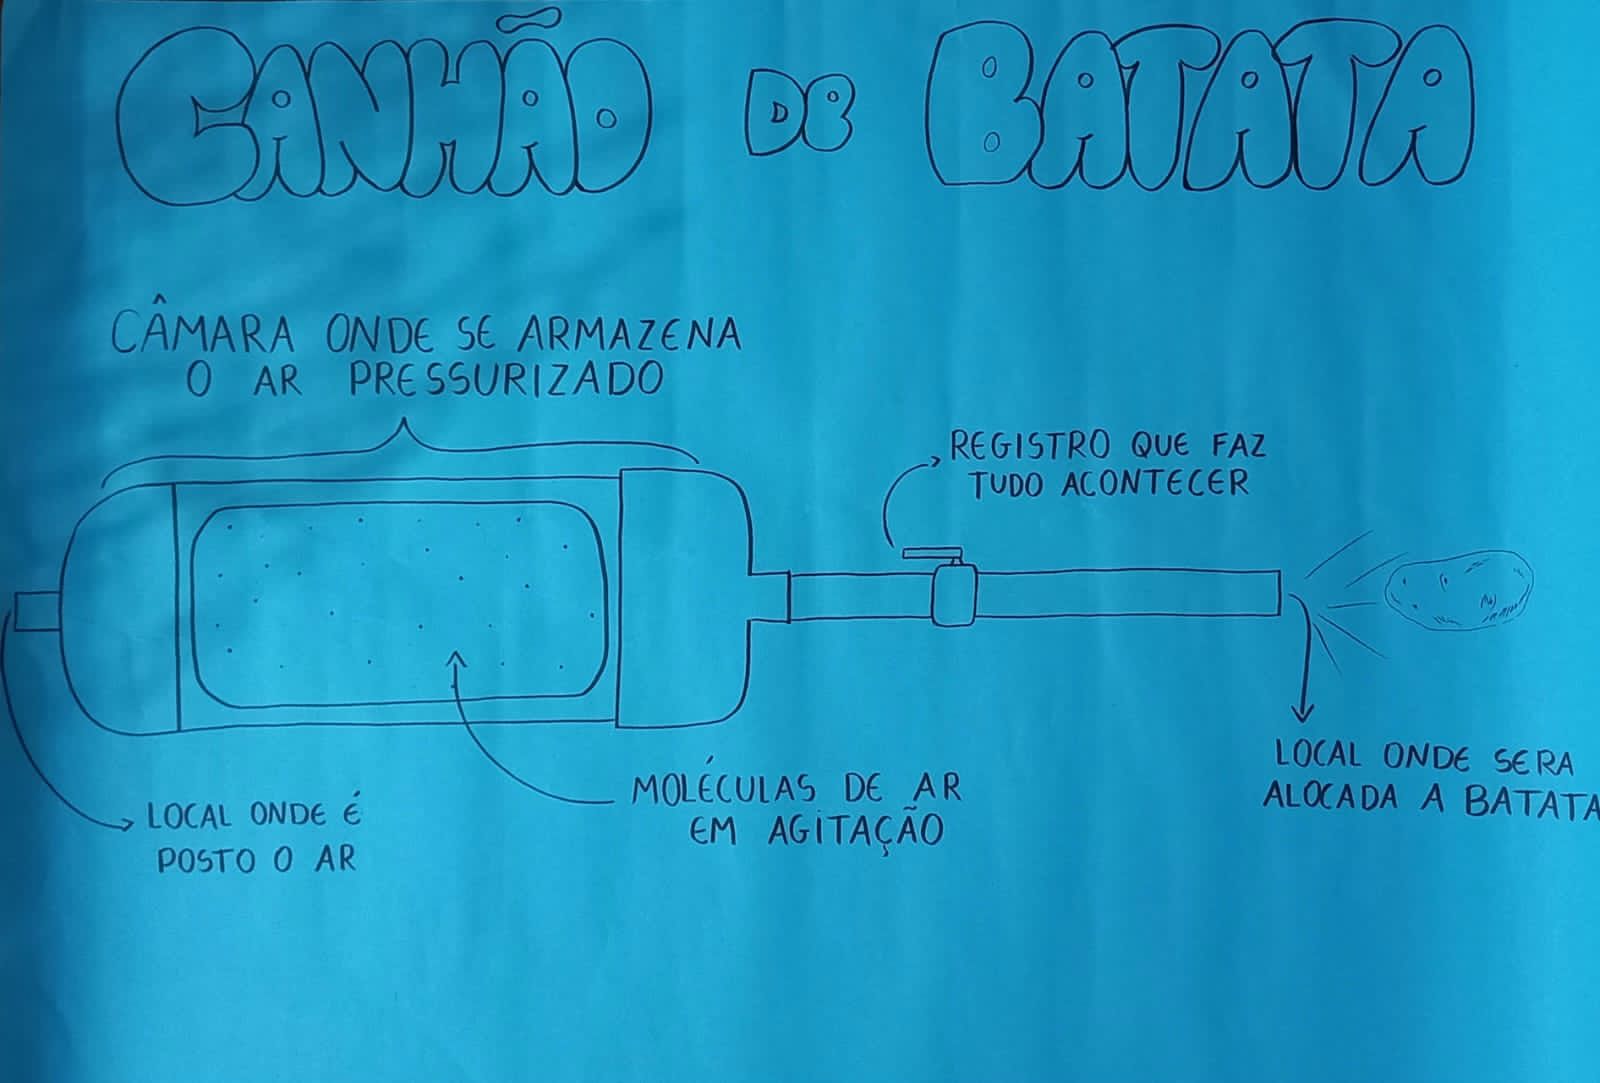 CANHÃO DE BATATA
CÂMARA ONDE SE ARMAZENA
O AR PRESSURIZADO
REGISTRO QUE FAZ
TUDO ACONTECER
LOCAL ONDE SERA
ALOCADA A BATATA
MOLÉCULAS DE AR
EM AGITAÇÃO
LOCAL ONDE É
POSTO O AR